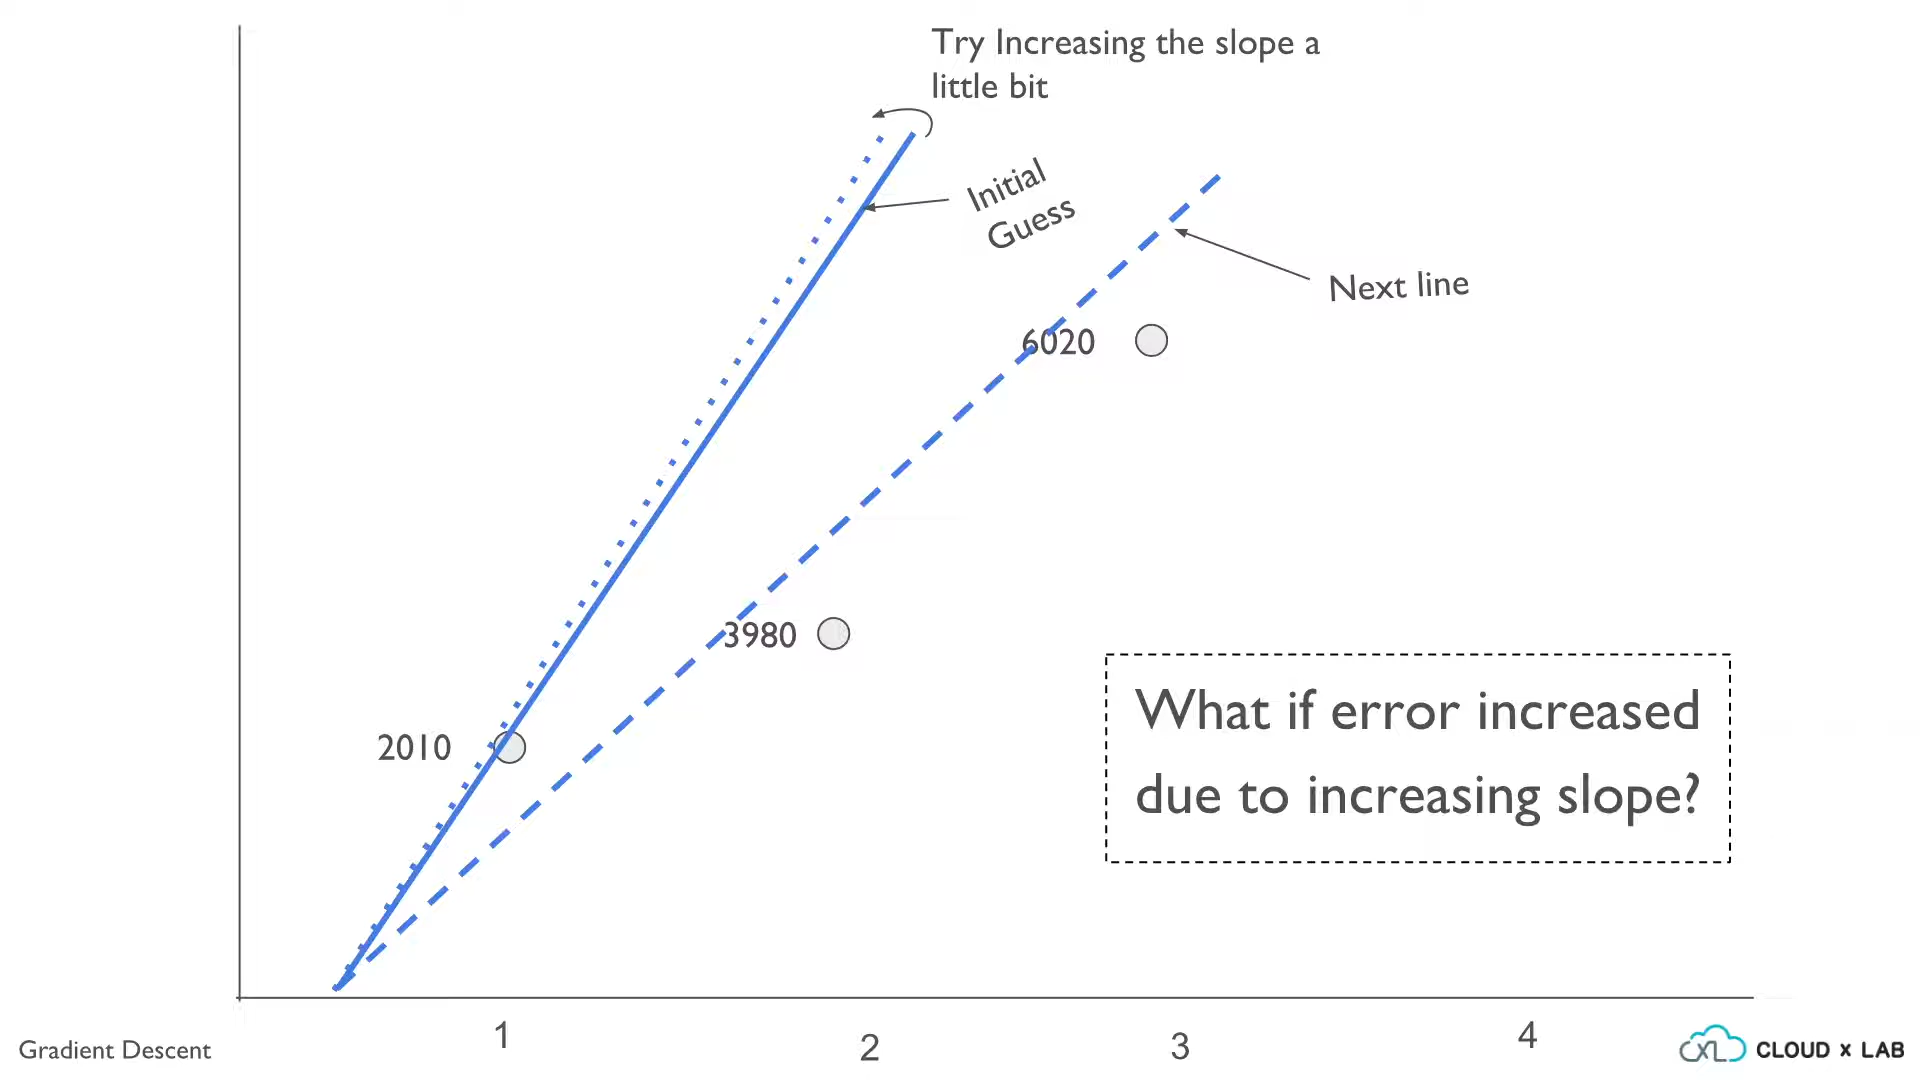 Try Increasing the slope a
little bit
Initial
Guess
Next line
6020
3980
2010
What if error increased
due to increasing slope?
1
2
3
4
Gradient Descent
CXL CLOUD x LAB